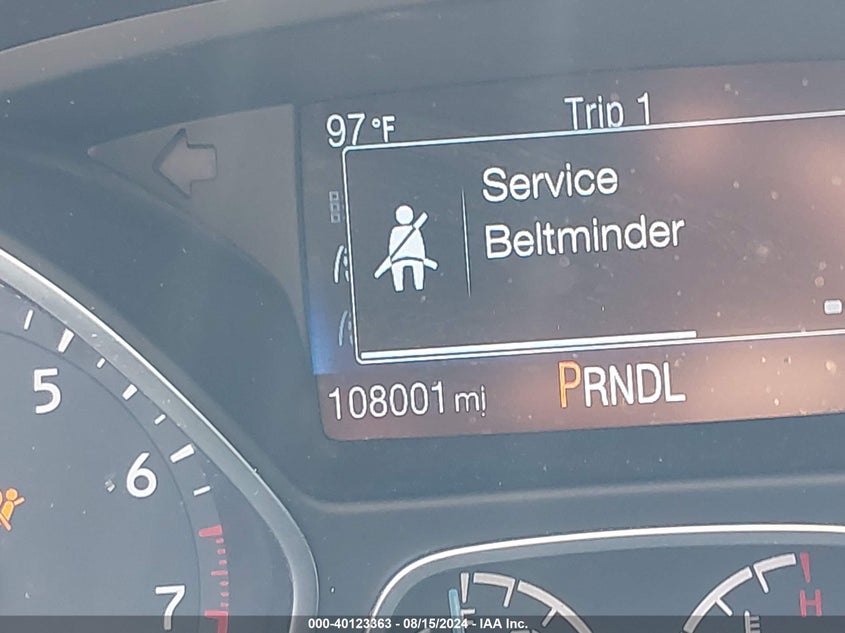 97°F
Trip 1
Service
Beltminder
108001 mi
PRNDL
5
6
7
H
000-40123363 - 08/15/2024 - IAA Inc.